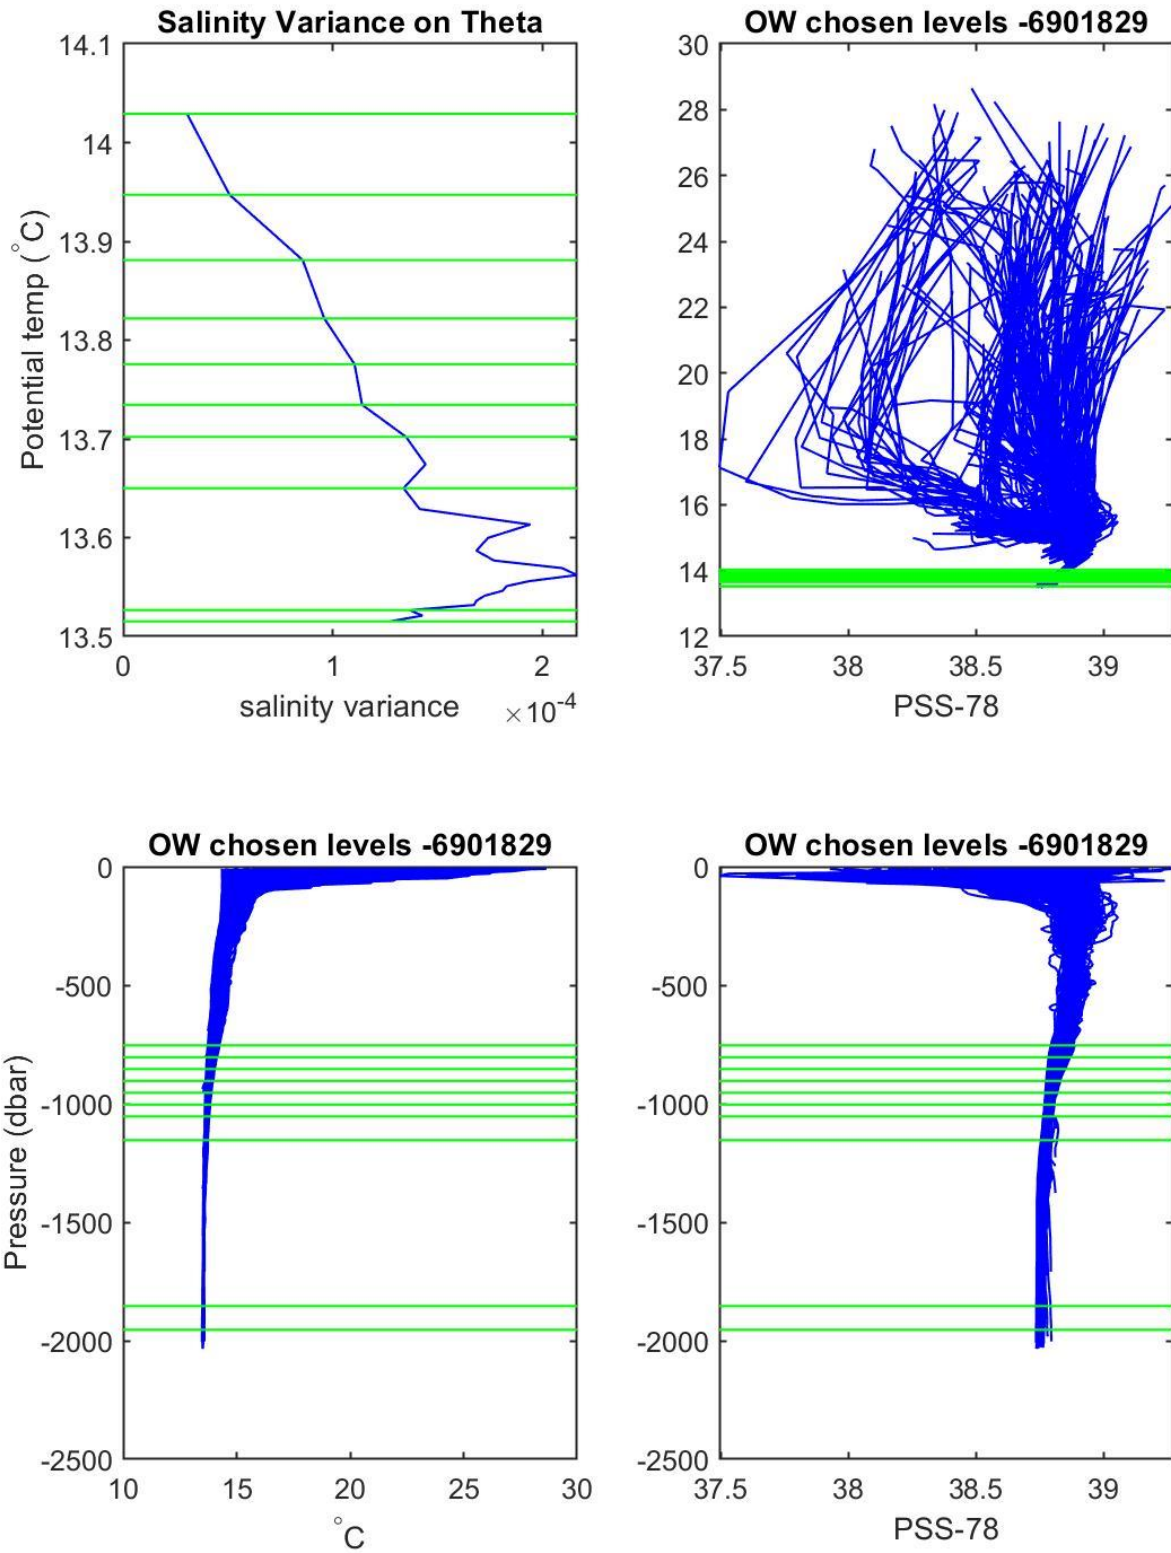 Salinity Variance on Theta
14.1
14
13.9
13.8
13.7
13.6
13.5
Potential temp (°C)
0 1 2
salinity variance ×10-4
OW chosen levels -6901829
30
28
26
24
22
20
18
16
14
12
37.5 38 38.5 39
PSS-78
OW chosen levels -6901829
0
-500
-1000
-1500
-2000
-2500
Pressure (dbar)
10 15 20 25 30
°C
OW chosen levels -6901829
0
-500
-1000
-1500
-2000
-2500
37.5 38 38.5 39
PSS-78